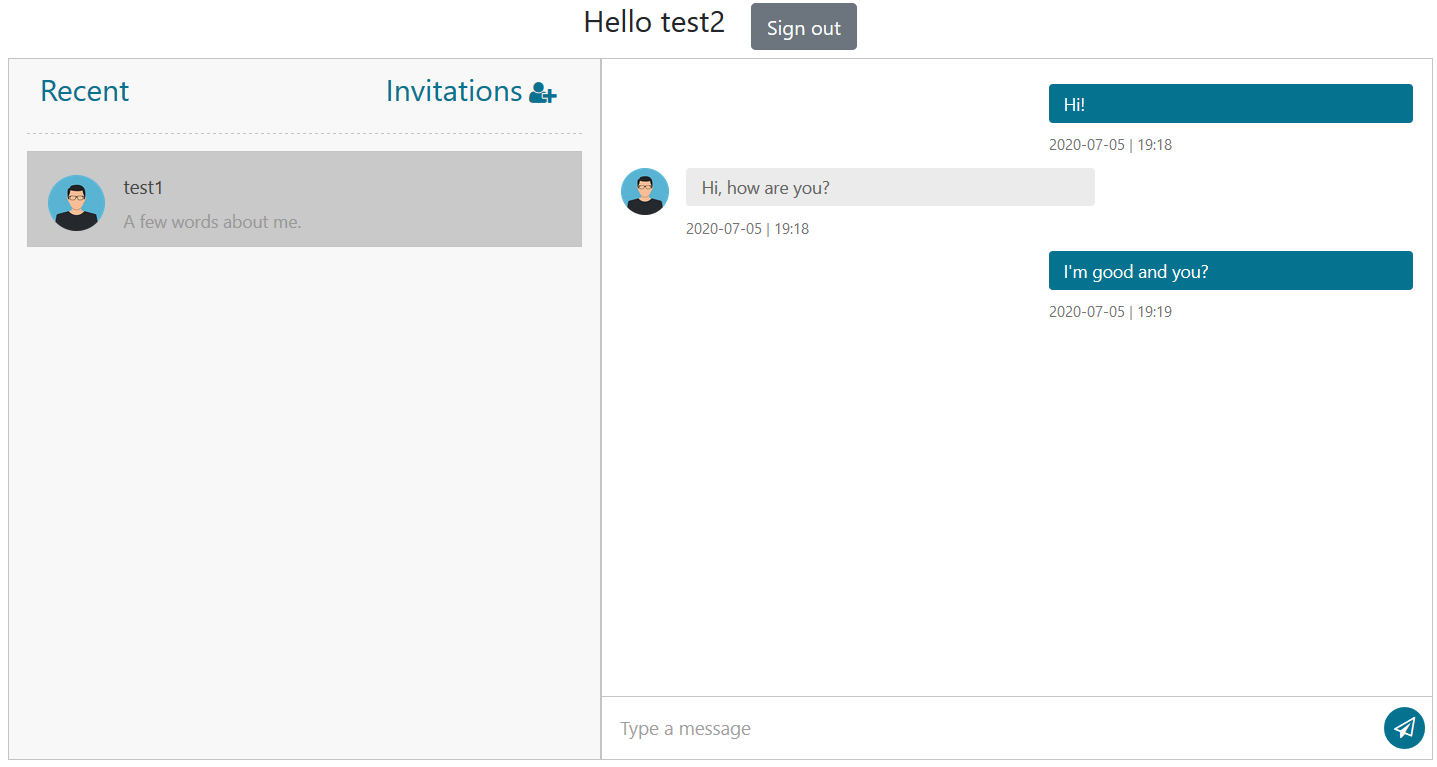 Hello test2
Sign out
Recent
Invitations
test1
A few words about me.
Hi!
2020-07-05 | 19:18
Hi, how are you?
2020-07-05 | 19:18
I'm good and you?
2020-07-05 | 19:19
Type a message